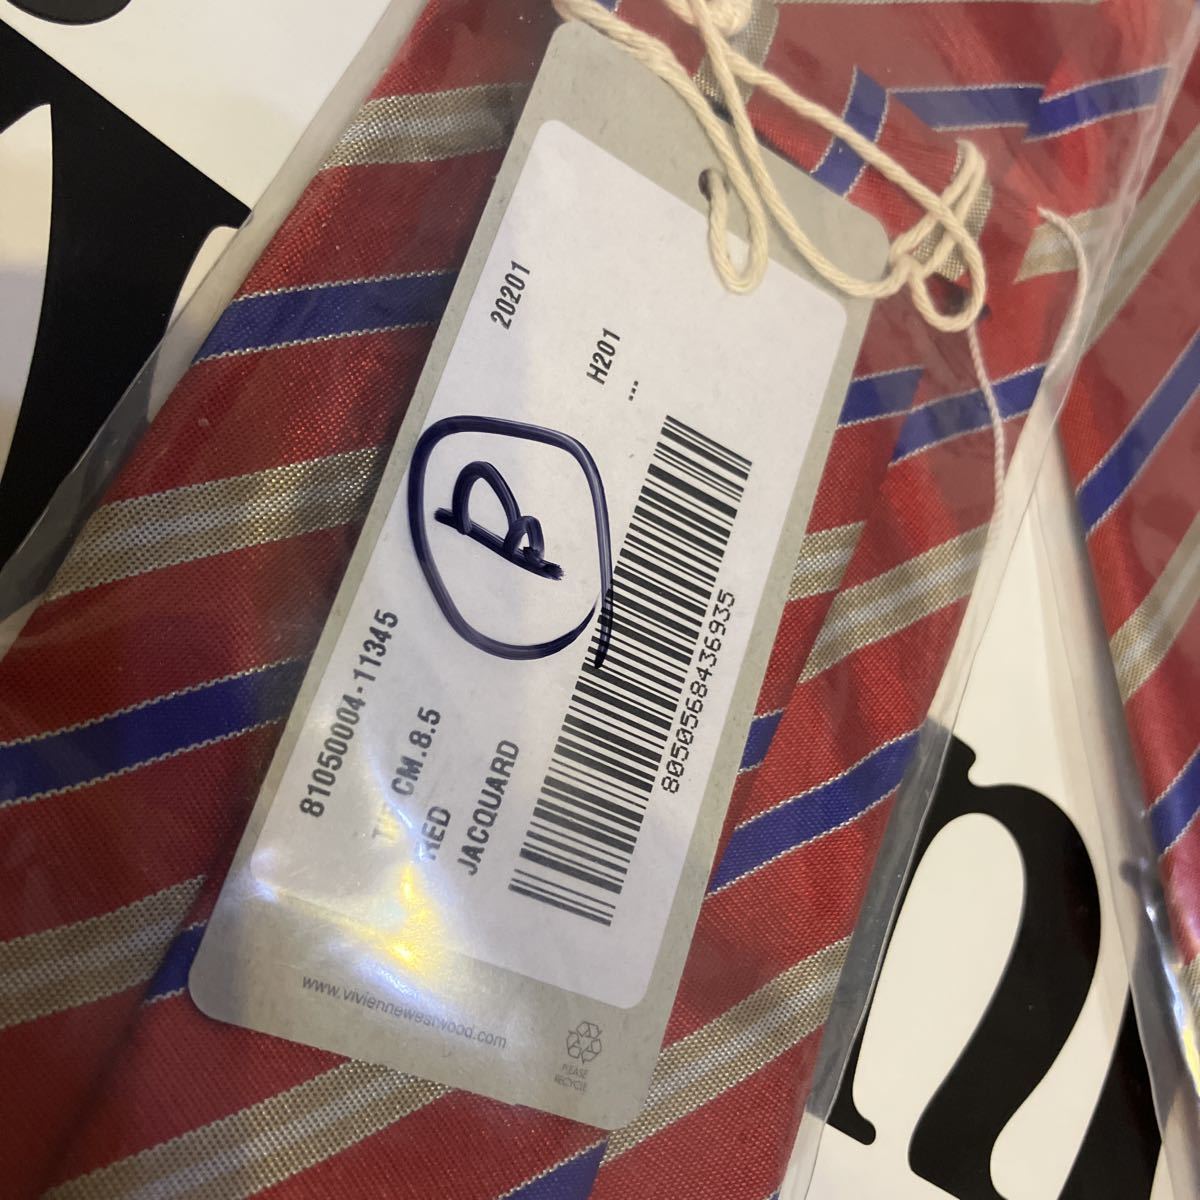 20201
H201
...
B
81050004-11345
CM.8.5
RED
JACQUARD
8050568436935
www.viviennewestwood.com
PLEASE
RECYCLE
n